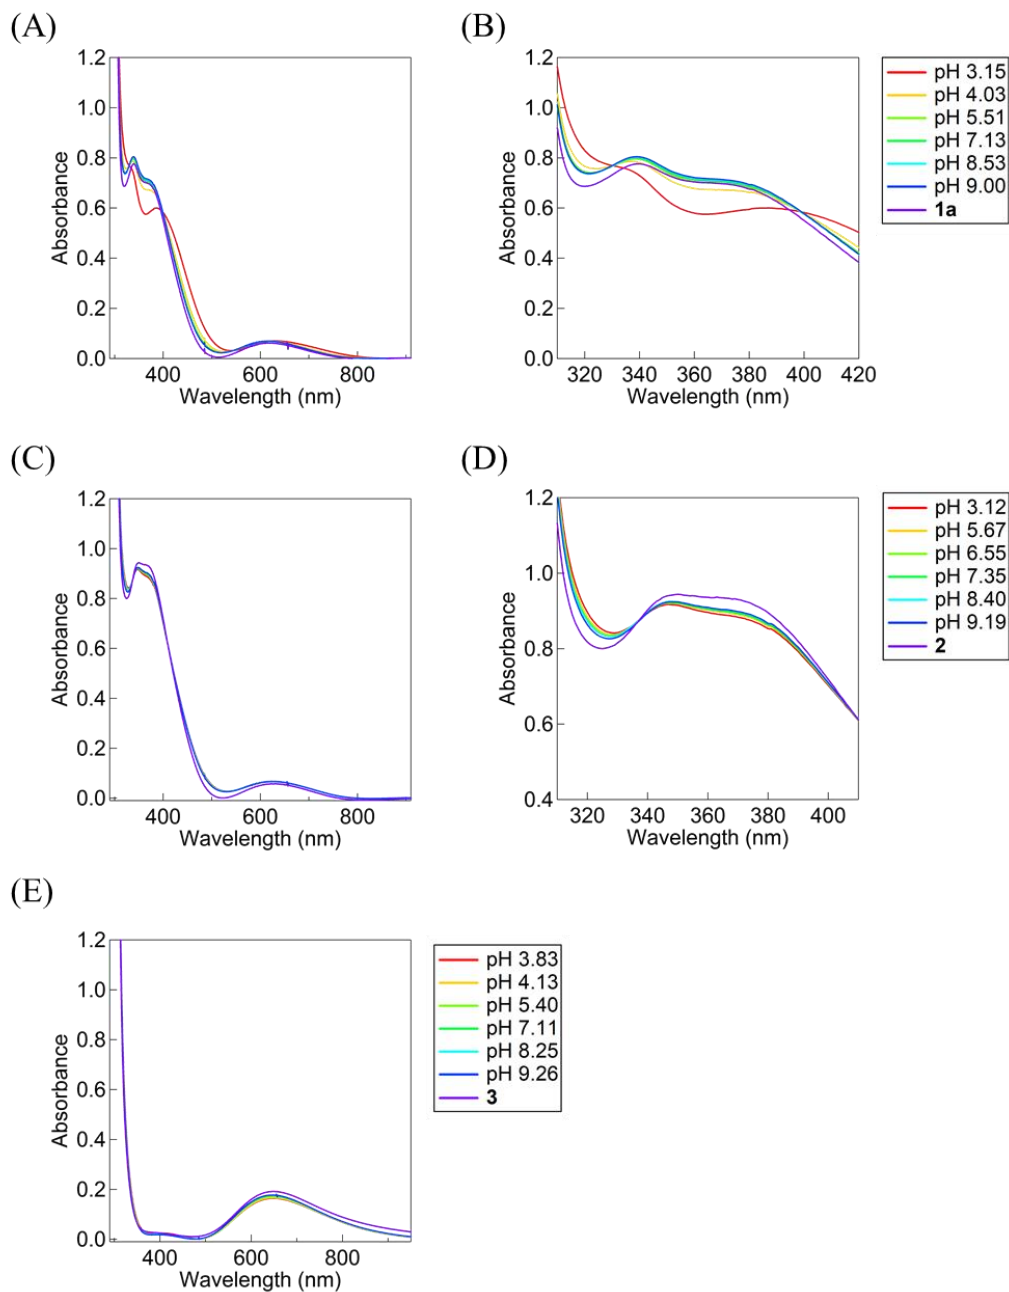 (A)
1.2
1.0
0.8
0.6
0.4
0.2
0.0
Absorbance
400 600 800
Wavelength (nm)
(B)
1.2
1.0
0.8
0.6
0.4
0.2
0.0
Absorbance
320 340 360 380 400 420
Wavelength (nm)
pH 3.15
pH 4.03
pH 5.51
pH 7.13
pH 8.53
pH 9.00
1a
(C)
1.2
1.0
0.8
0.6
0.4
0.2
0.0
Absorbance
400 600 800
Wavelength (nm)
(D)
1.2
1.0
0.8
0.6
0.4
Absorbance
320 340 360 380 400
Wavelength (nm)
pH 3.12
pH 5.67
pH 6.55
pH 7.35
pH 8.40
pH 9.19
2
(E)
1.2
1.0
0.8
0.6
0.4
0.2
0.0
Absorbance
400 600 800
Wavelength (nm)
pH 3.83
pH 4.13
pH 5.40
pH 7.11
pH 8.25
pH 9.26
3